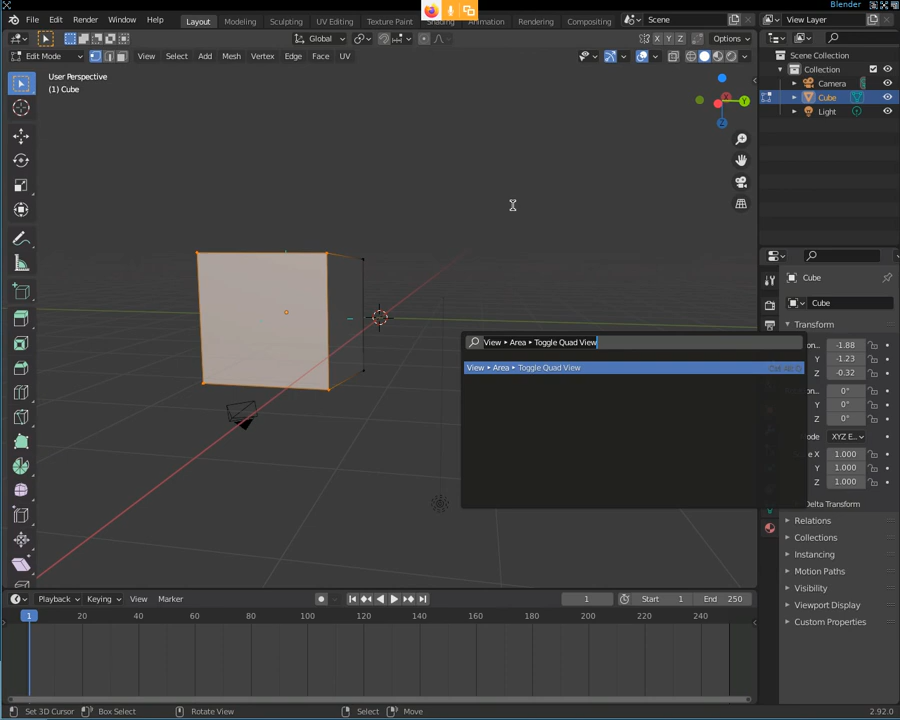 Blender
File Edit Render Window Help Layout Modeling Sculpting UV Editing Texture Paint Animation Rendering Compositing Scene View Layer
Global Options
X Y Z
Edit Mode View Select Add Mesh Vertex Edge Face UV
User Perspective
(1) Cube
Scene Collection
Collection
Camera
Cube
Light
X
Y
Z
Cube
Cube
Transform
-1.88
Y -1.23
Z -0.32
0°
Y 0°
Z 0°
ode XYZ E...
le X 1.000
Y 1.000
Z 1.000
Delta Transform
Relations
Collections
Instancing
Motion Paths
Visibility
Viewport Display
Custom Properties
View ▸ Area ▸ Toggle Quad View
View ▸ Area ▸ Toggle Quad View
Playback Keying View Marker 1 Start 1 End 250
1 20 40 60 80 100 120 140 160 180 200 220 240
Set 3D Cursor Box Select Rotate View Select Move 2.92.0